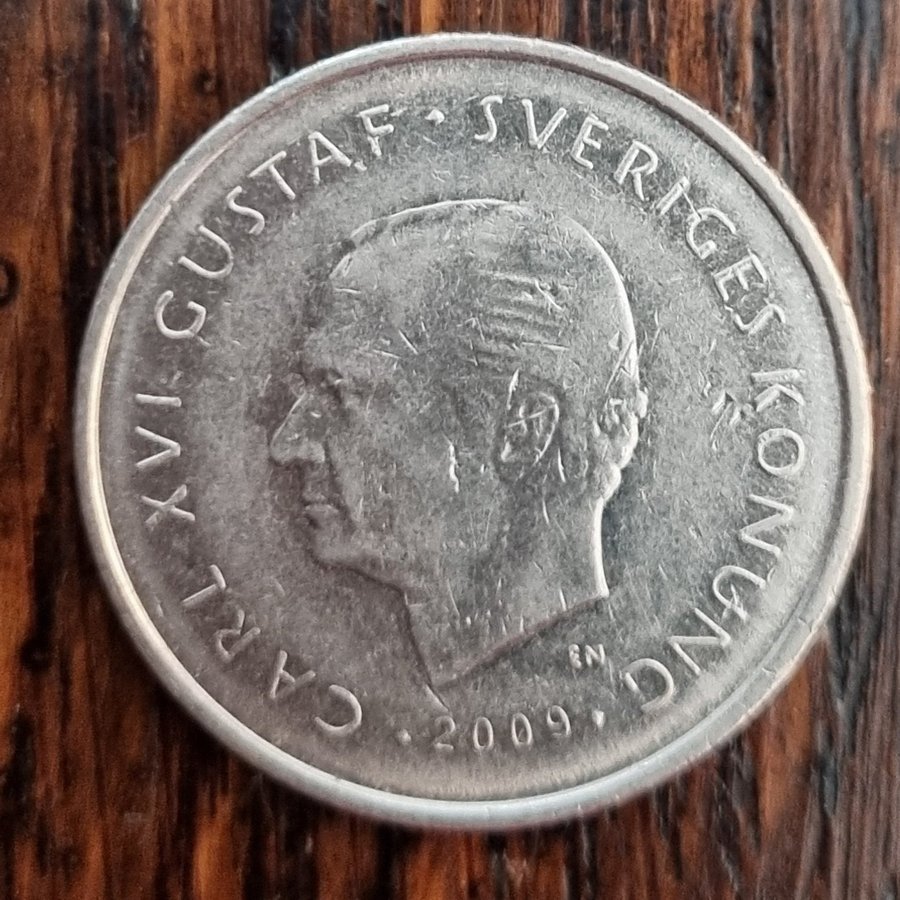 CARL XVI GUSTAF · SVERIGES KONUNG
· 2009 ·
EN